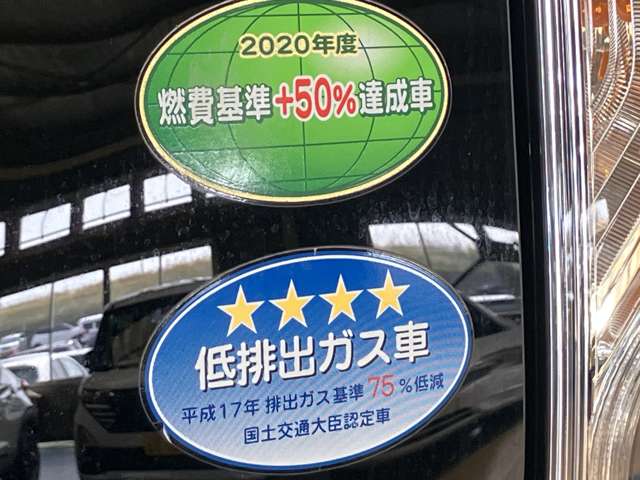 2020年度
燃費基準+50%達成車
低排出ガス車
平成17年 排出ガス基準75%低減
国土交通大臣認定車